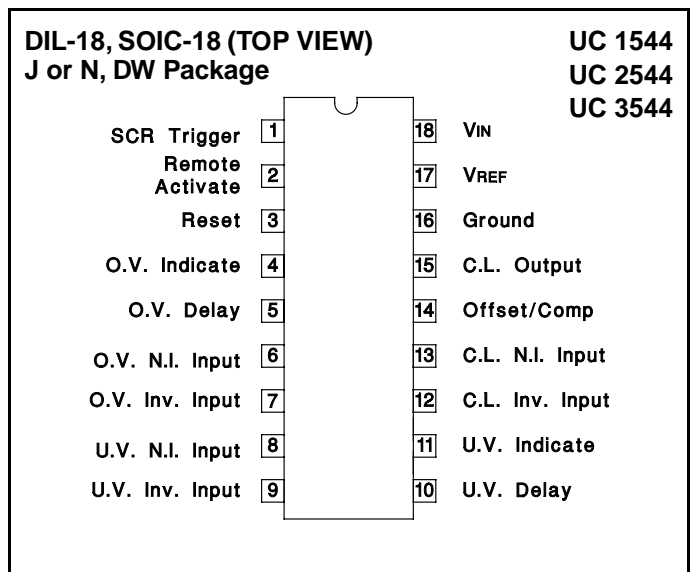 DIL-18, SOIC-18 (TOP VIEW)
J or N, DW Package
UC 1544
UC 2544
UC 3544
SCR Trigger 1
Remote
Activate 2
Reset 3
O.V. Indicate 4
O.V. Delay 5
O.V. N.I. Input 6
O.V. Inv. Input 7
U.V. N.I. Input 8
U.V. Inv. Input 9
18 VIN
17 VREF
16 Ground
15 C.L. Output
14 Offset/Comp
13 C.L. N.I. Input
12 C.L. Inv. Input
11 U.V. Indicate
10 U.V. Delay